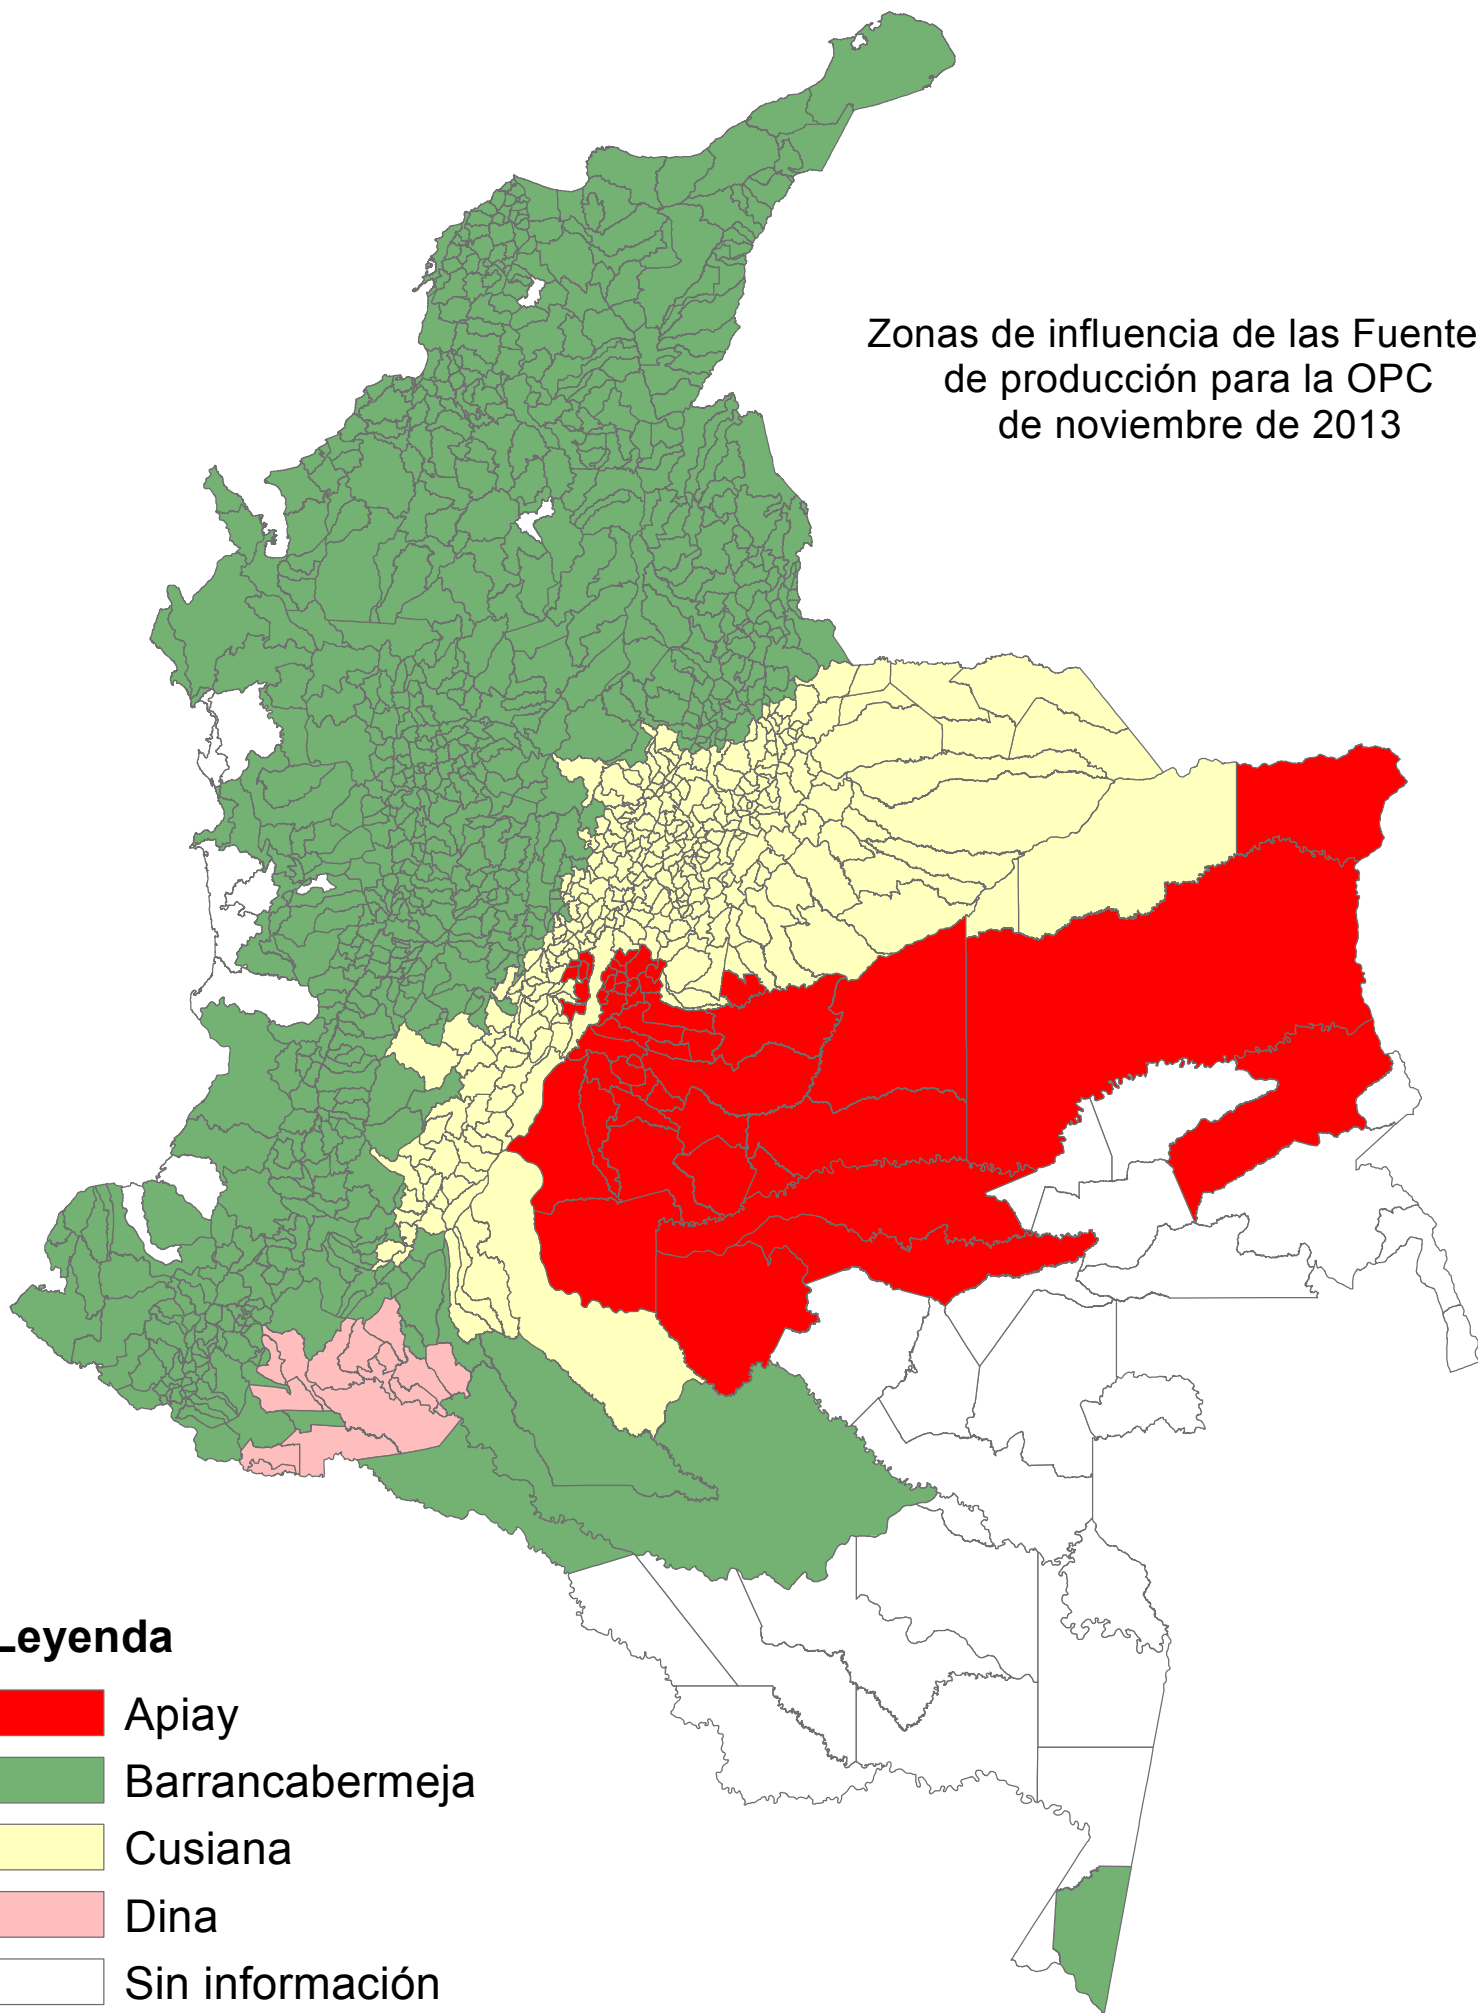 Zonas de influencia de las Fuente
de producción para la OPC
de noviembre de 2013
Leyenda
Apiay
Barrancabermeja
Cusiana
Dina
Sin información